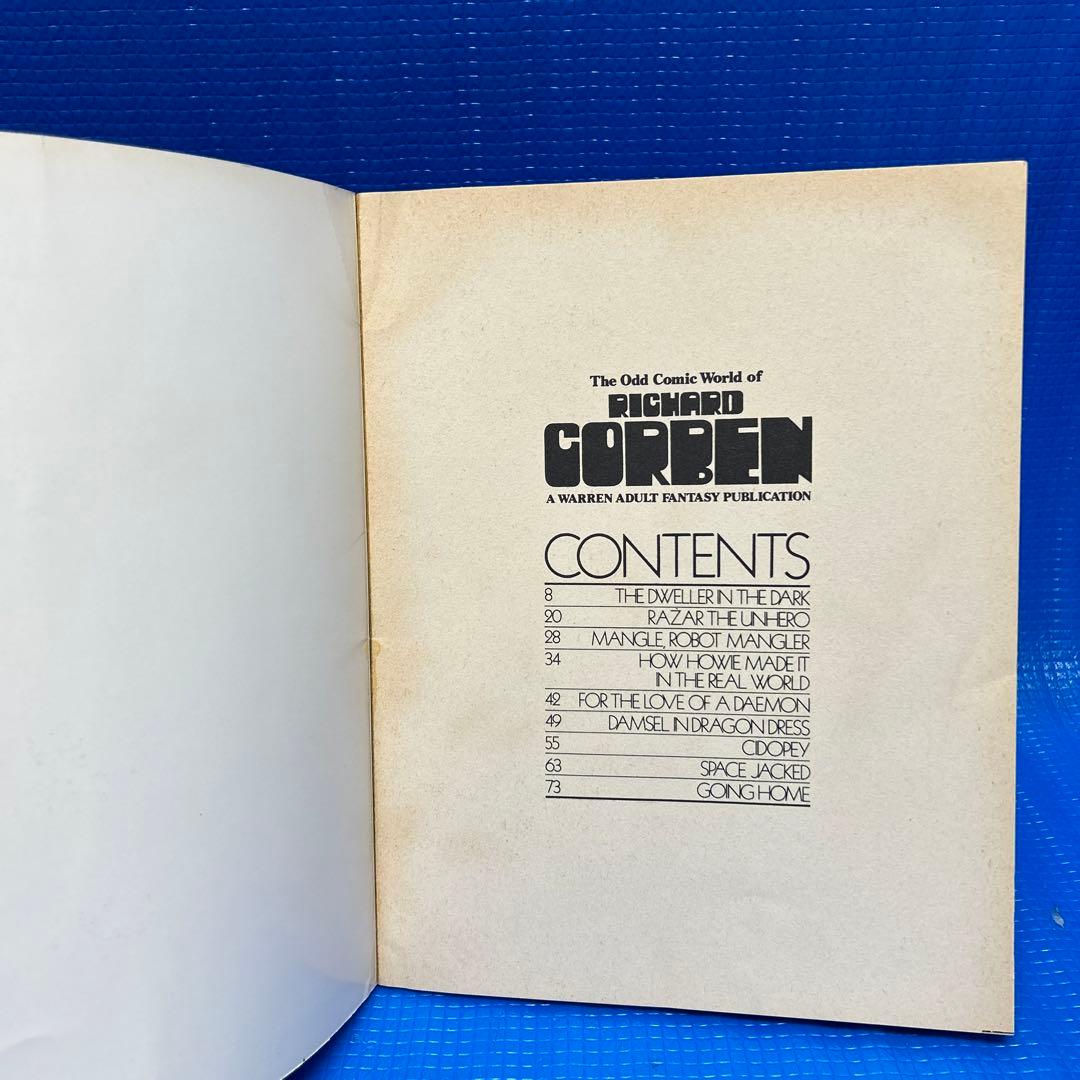 The Odd Comic World of
RICHARD
CORBEN
A WARREN ADULT FANTASY PUBLICATION
CONTENTS
8 THE DWELLER IN THE DARK
20 RAZAR THE UNHERO
28 MANGLE, ROBOT MANGLER
34 HOW HOWIE MADE IT
IN THE REAL WORLD
42 FOR THE LOVE OF A DAEMON
49 DAMSEL IN DRAGON DRESS
55 CIDOPEY
63 SPACE JACKED
73 GOING HOME